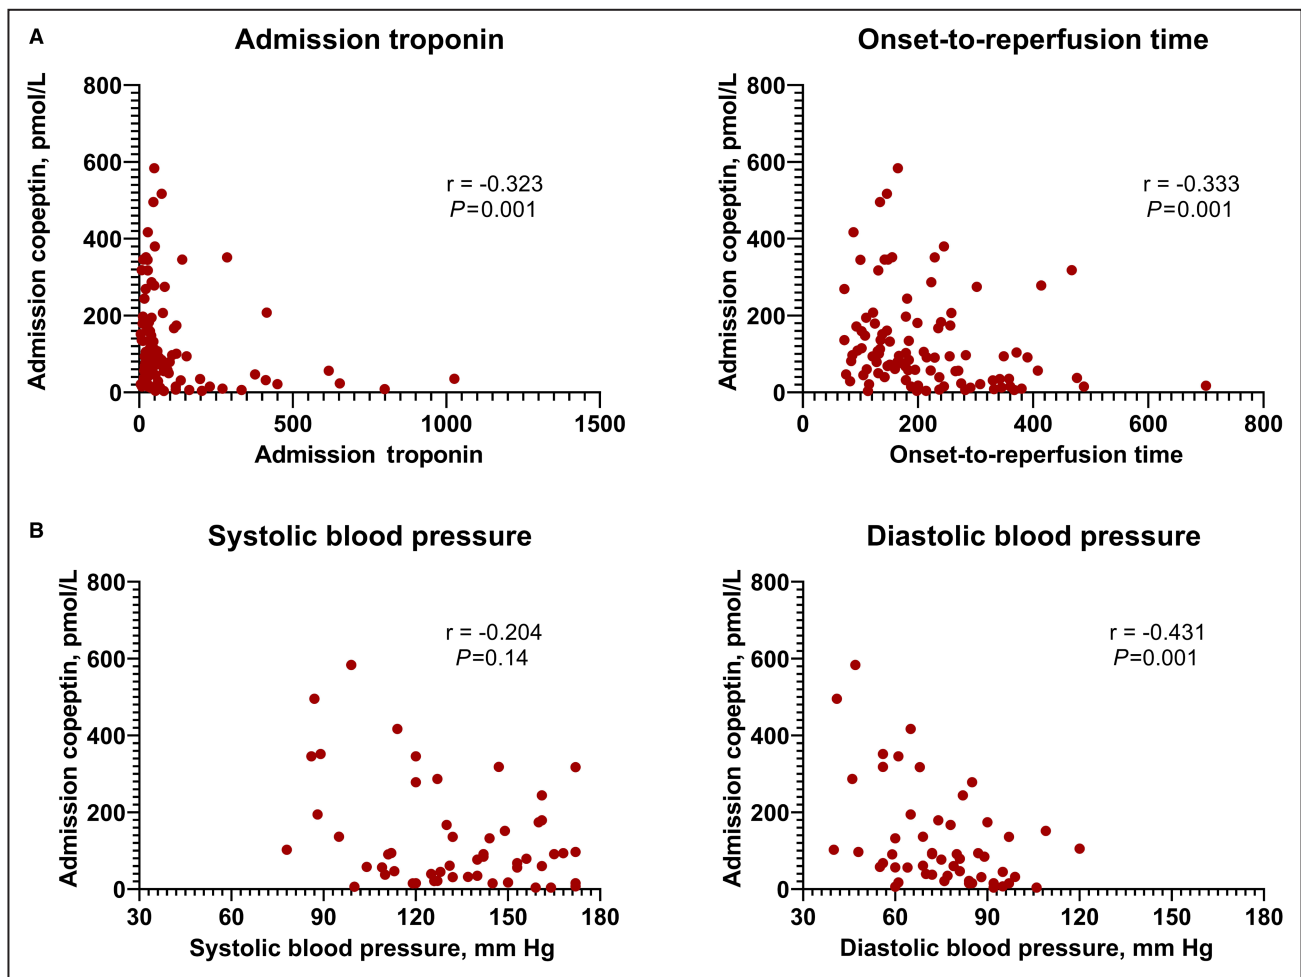 A
Admission troponin
Admission copeptin, pmol/L
800
600
400
200
0
r = -0.323
P=0.001
0 500 1000 1500
Admission troponin
Onset-to-reperfusion time
Admission copeptin, pmol/L
800
600
400
200
0
r = -0.333
P=0.001
0 200 400 600 800
Onset-to-reperfusion time
B
Systolic blood pressure
Admission copeptin, pmol/L
800
600
400
200
0
r = -0.204
P=0.14
30 60 90 120 150 180
Systolic blood pressure, mm Hg
Diastolic blood pressure
Admission copeptin, pmol/L
800
600
400
200
0
r = -0.431
P=0.001
30 60 90 120 150 180
Diastolic blood pressure, mm Hg